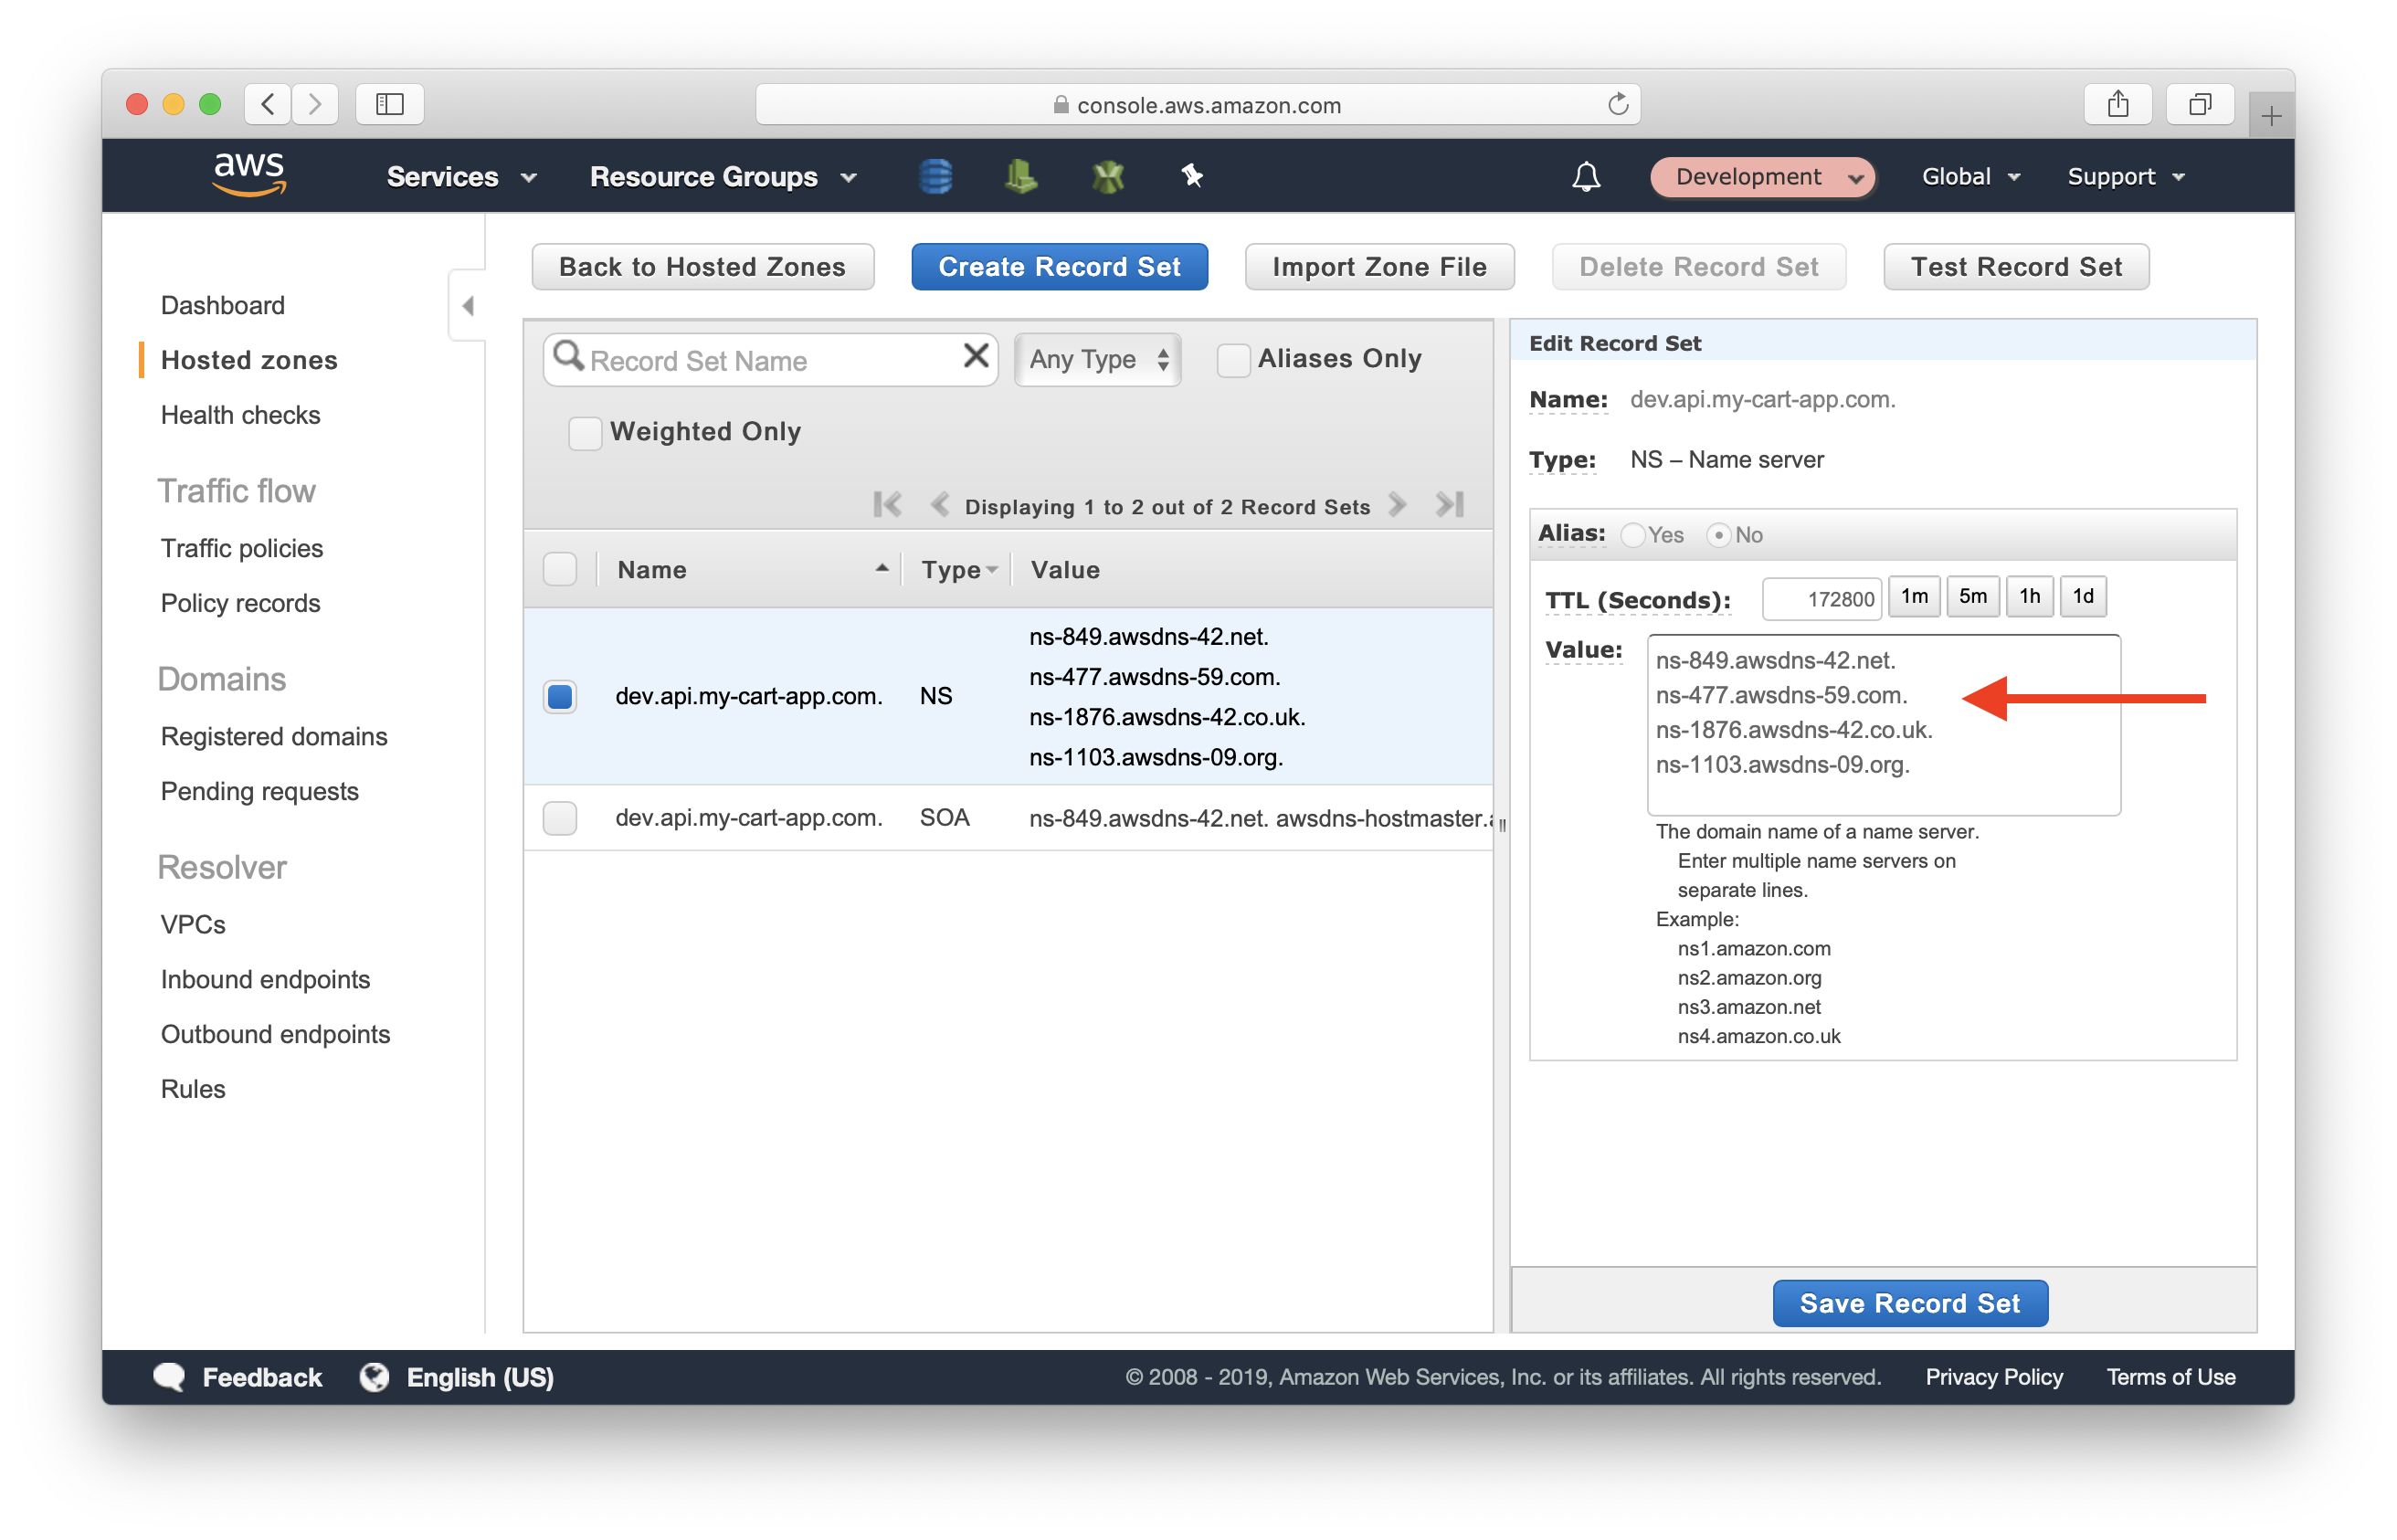 console.aws.amazon.com
aws Services Resource Groups Development Global Support
Back to Hosted Zones Create Record Set Import Zone File Delete Record Set Test Record Set
Dashboard
Hosted zones
Health checks
Traffic flow
Traffic policies
Policy records
Domains
Registered domains
Pending requests
Resolver
VPCs
Inbound endpoints
Outbound endpoints
Rules
Record Set Name Any Type Aliases Only
Weighted Only
Displaying 1 to 2 out of 2 Record Sets
Name Type Value
ns-849.awsdns-42.net.
ns-477.awsdns-59.com.
dev.api.my-cart-app.com. NS
ns-1876.awsdns-42.co.uk.
ns-1103.awsdns-09.org.
dev.api.my-cart-app.com. SOA ns-849.awsdns-42.net. awsdns-hostmaster.
Edit Record Set
Name: dev.api.my-cart-app.com.
Type: NS – Name server
Alias: Yes No
TTL (Seconds): 172800 1m 5m 1h 1d
Value: ns-849.awsdns-42.net.
ns-477.awsdns-59.com.
ns-1876.awsdns-42.co.uk.
ns-1103.awsdns-09.org.
The domain name of a name server.
Enter multiple name servers on
separate lines.
Example:
ns1.amazon.com
ns2.amazon.org
ns3.amazon.net
ns4.amazon.co.uk
Save Record Set
Feedback English (US) © 2008 - 2019, Amazon Web Services, Inc. or its affiliates. All rights reserved. Privacy Policy Terms of Use